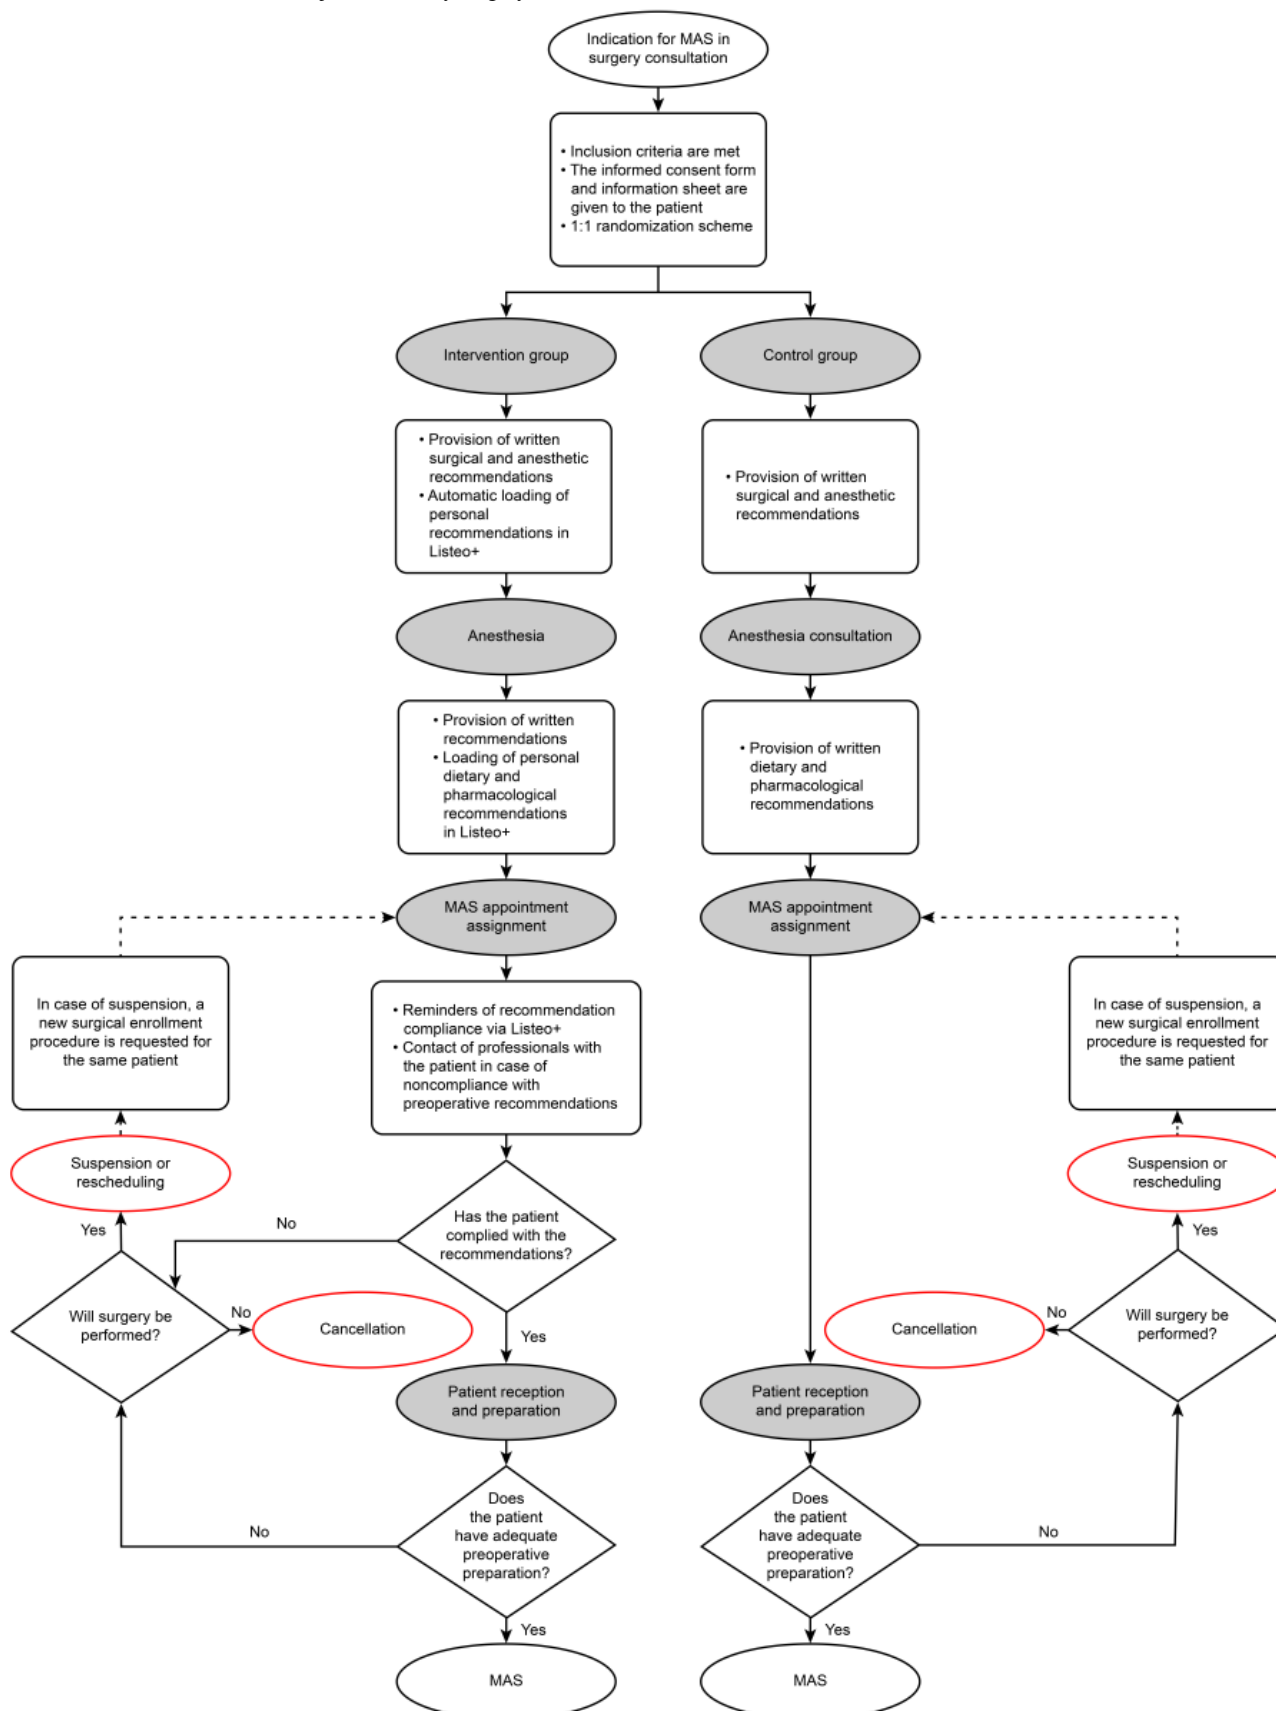 Indication for MAS in
surgery consultation
• Inclusion criteria are met
• The informed consent form
and information sheet are
given to the patient
• 1:1 randomization scheme
Intervention group
Control group
• Provision of written
surgical and anesthetic
recommendations
• Automatic loading of
personal
recommendations in
Listeo+
• Provision of written
surgical and anesthetic
recommendations
Anesthesia
Anesthesia consultation
• Provision of written
recommendations
• Loading of personal
dietary and
pharmacological
recommendations
in Listeo+
• Provision of written
dietary and
pharmacological
recommendations
MAS appointment
assignment
MAS appointment
assignment
In case of suspension, a
new surgical enrollment
procedure is requested for
the same patient
• Reminders of recommendation
compliance via Listeo+
• Contact of professionals with
the patient in case of
noncompliance with
preoperative recommendations
In case of suspension, a
new surgical enrollment
procedure is requested for
the same patient
Suspension or
rescheduling
Suspension or
rescheduling
Yes
No
Has the patient
complied with the
recommendations?
Yes
Will surgery be
performed?
No
Cancellation
Yes
Cancellation
No
Will surgery be
performed?
Patient reception
and preparation
Patient reception
and preparation
No
Does
the patient
have adequate
preoperative
preparation?
Does
the patient
have adequate
preoperative
preparation?
No
Yes
Yes
MAS
MAS